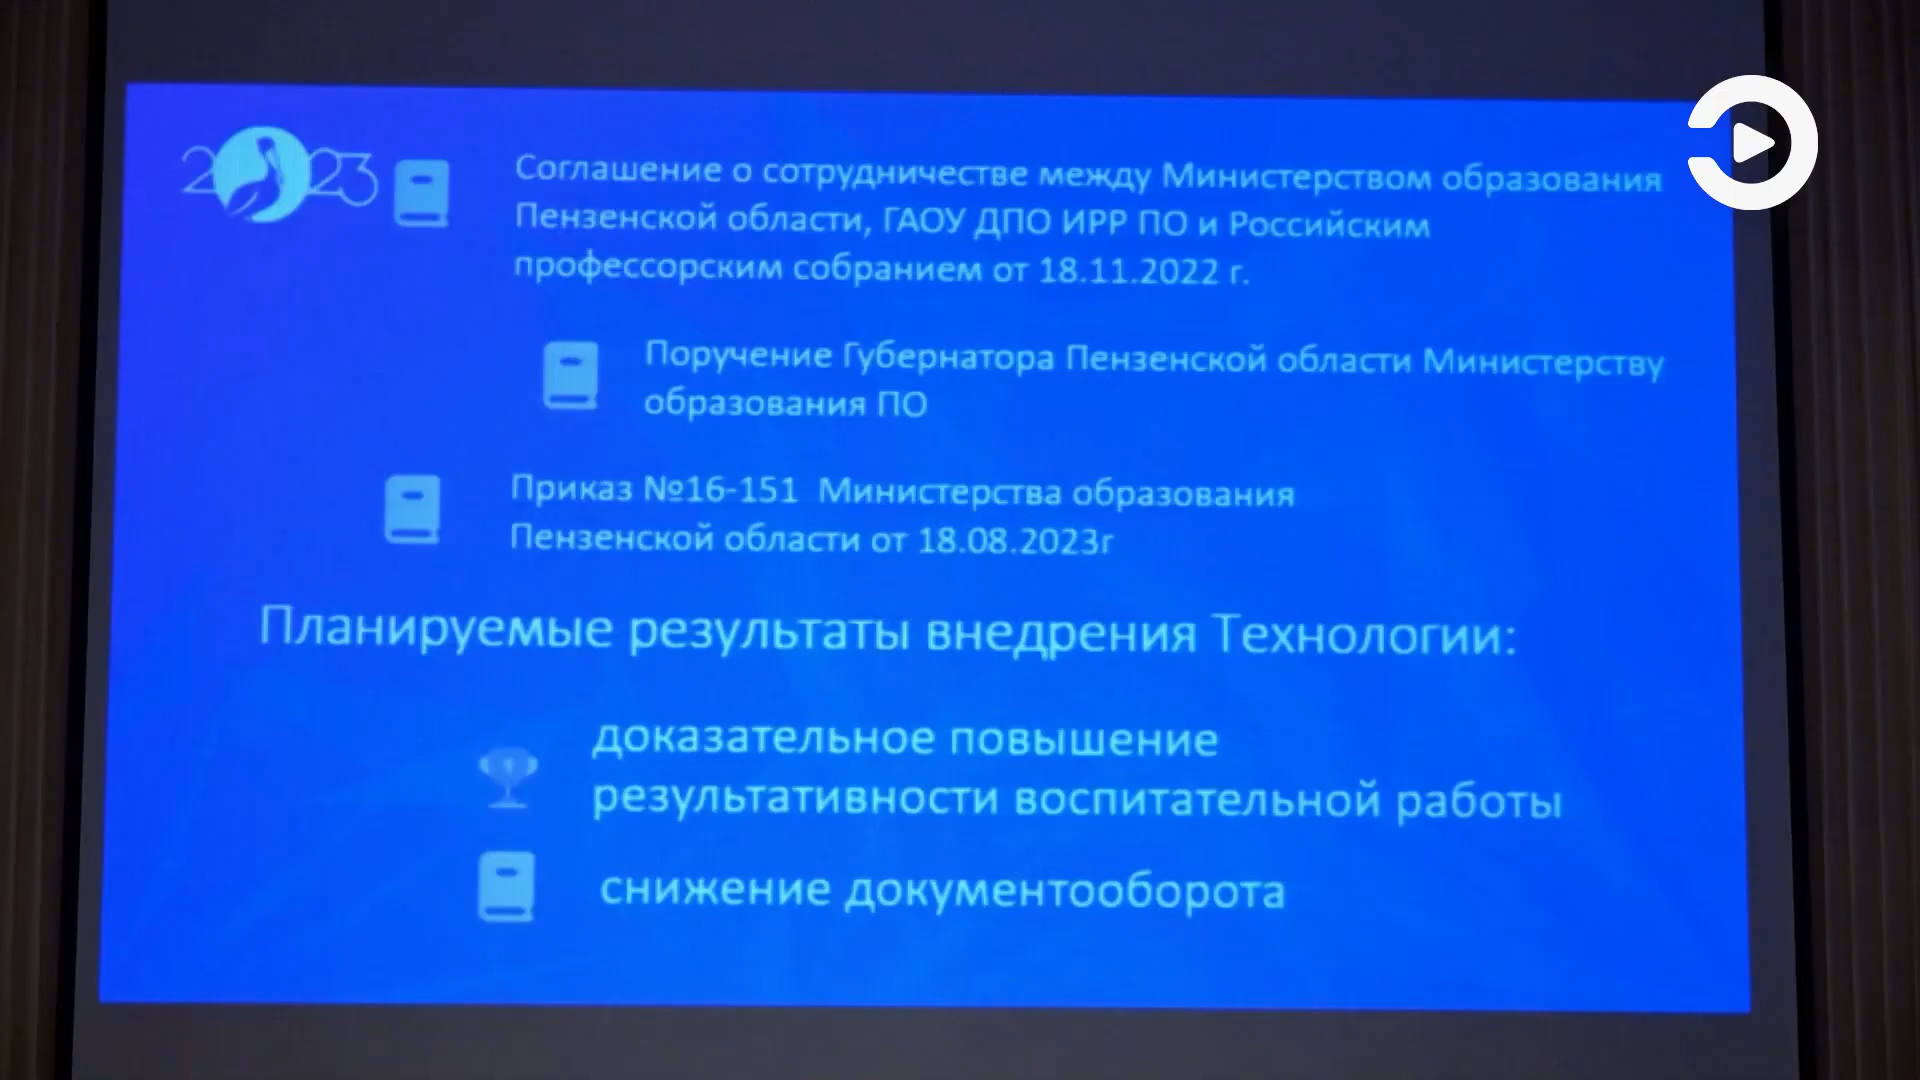 2023
Соглашение о сотрудничестве между Министерством образования
Пензенской области, ГАОУ ДПО ИРР ПО и Российским
профессорским собранием от 18.11.2022 г.
Поручение Губернатора Пензенской области Министерству
образования ПО
Приказ №16-151 Министерства образования
Пензенской области от 18.08.2023г
Планируемые результаты внедрения Технологии:
доказательное повышение
результативности воспитательной работы
снижение документооборота